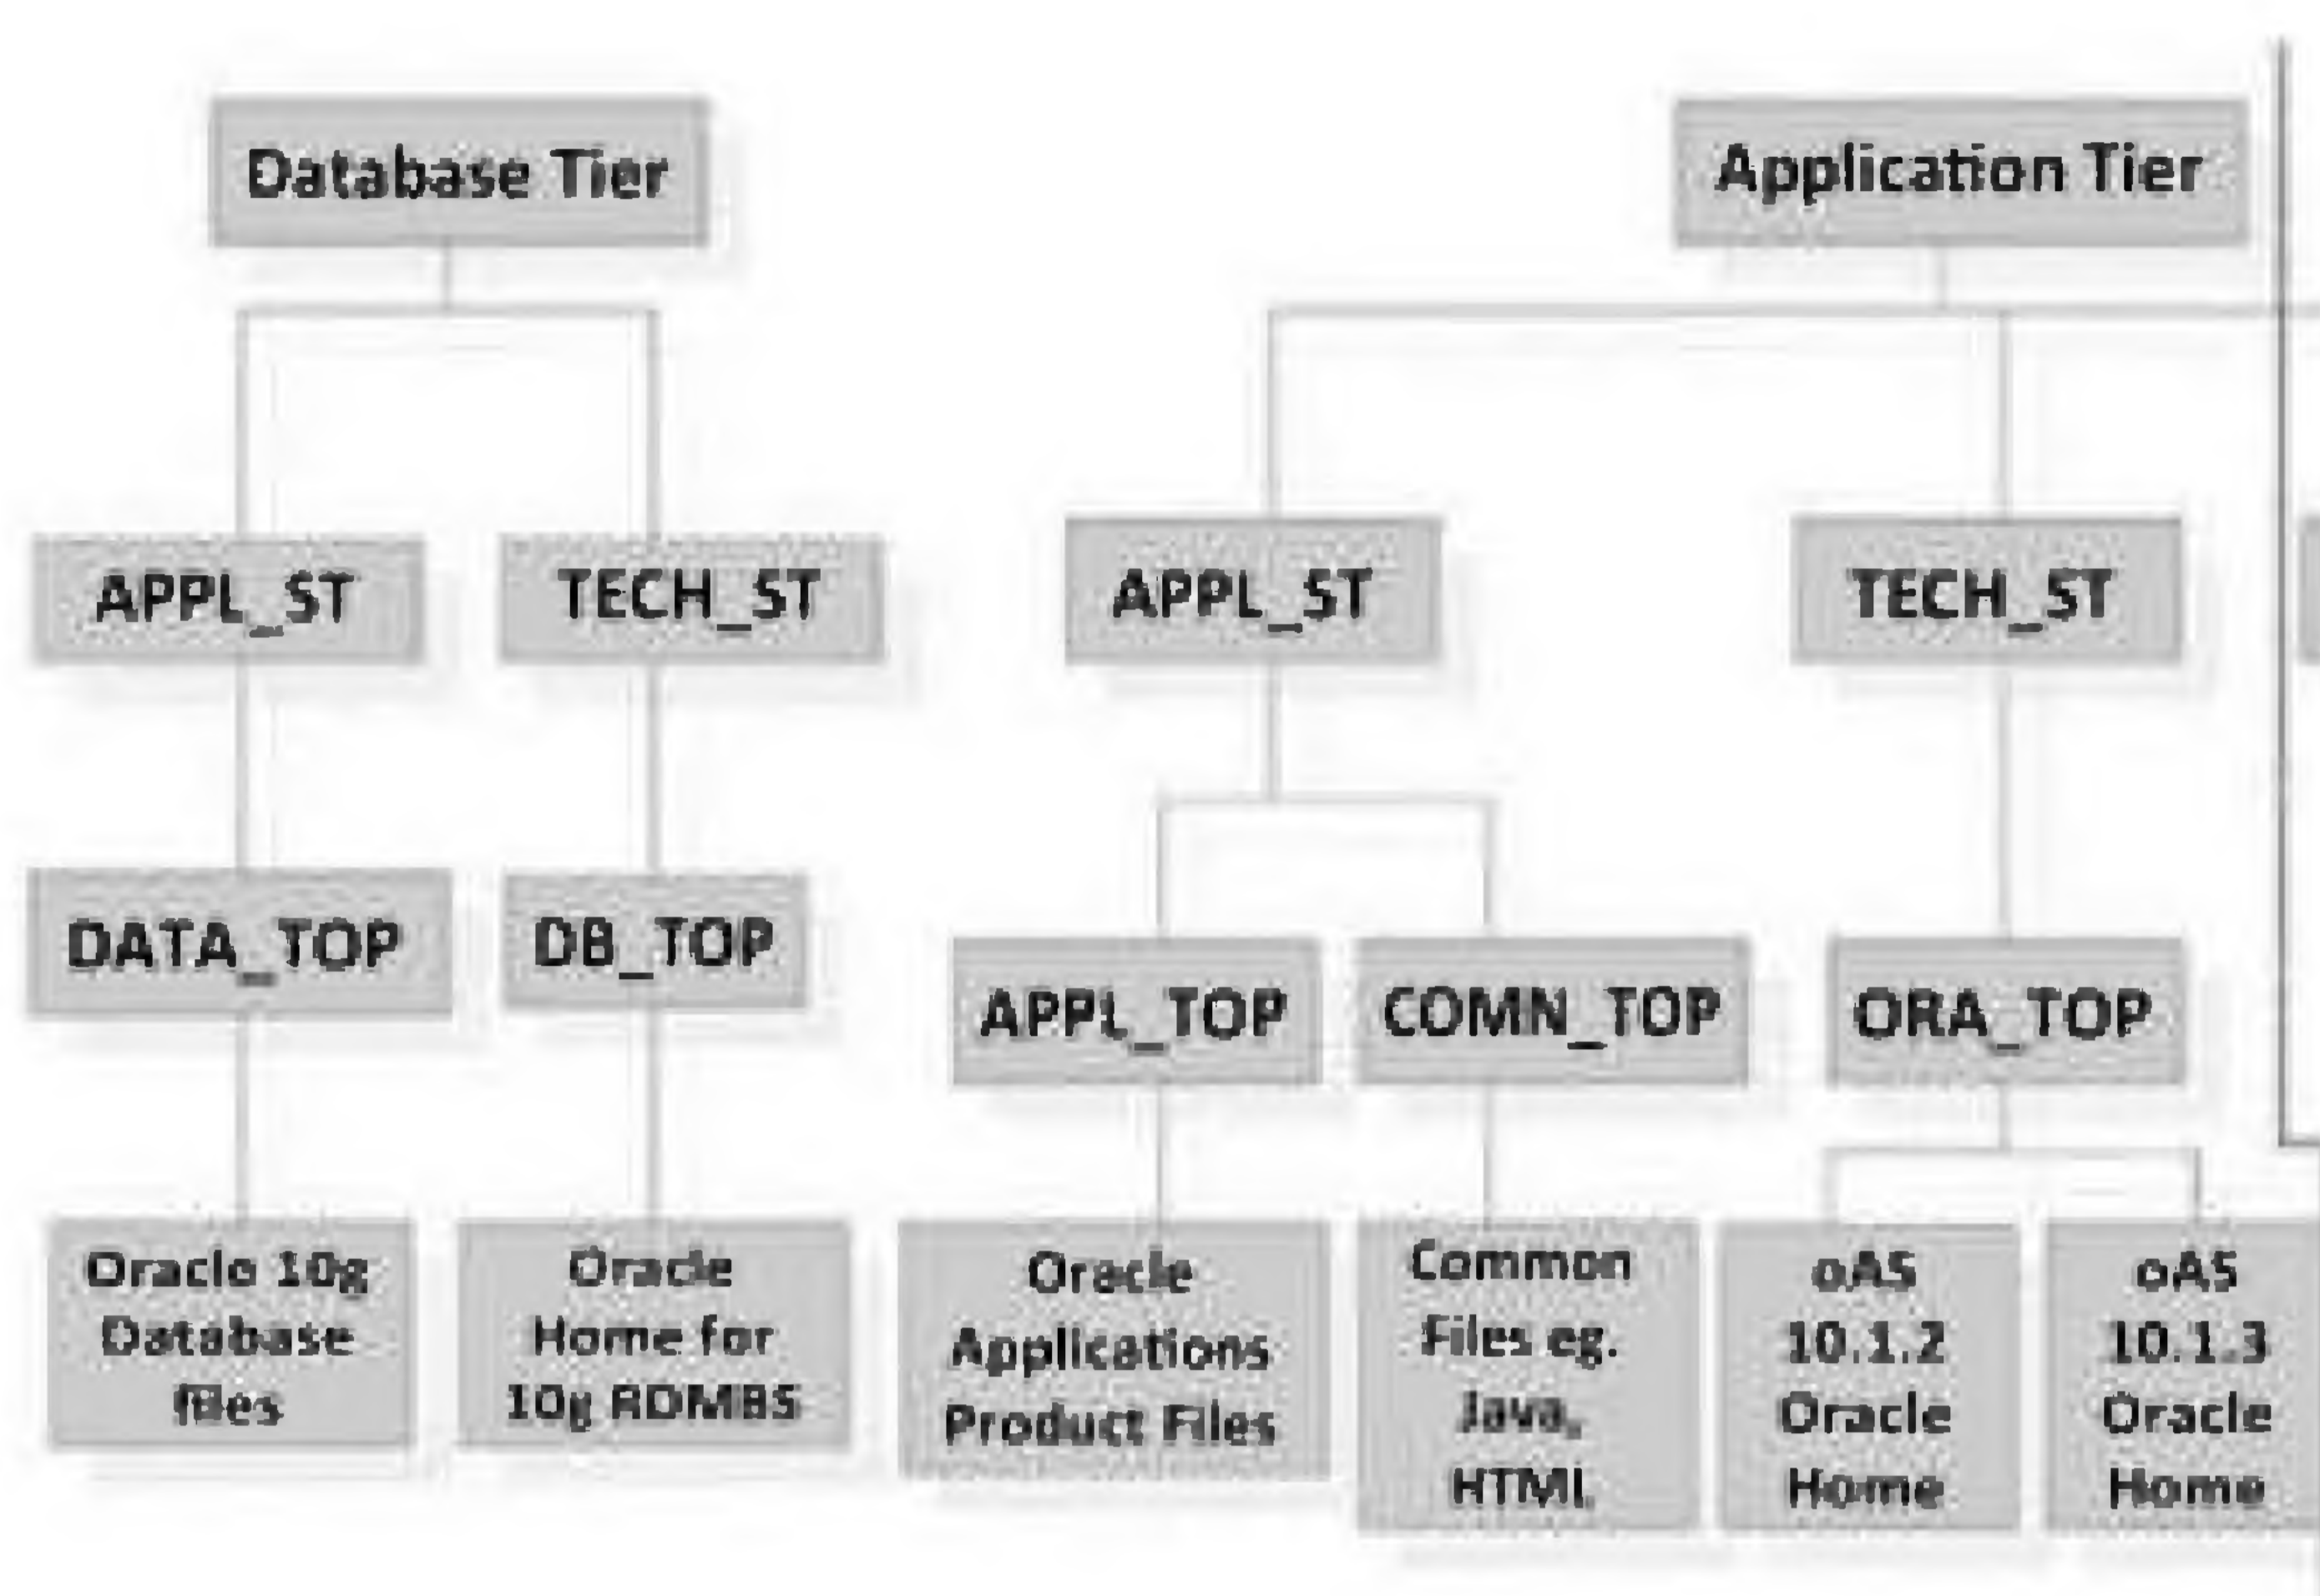 Database Tier
Application Tier
APPL_ST
TECH_ST
APPL_ST
TECH_ST
DATA_TOP
DB_TOP
APPL_TOP
COMN_TOP
ORA_TOP
Oracle 10g
Database
files
Oracle
Home for
10g RDMBS
Oracle
Applications
Product Files
Common
Files eg.
Java,
HTML
oAS
10.1.2
Oracle
Home
oAS
10.1.3
Oracle
Home